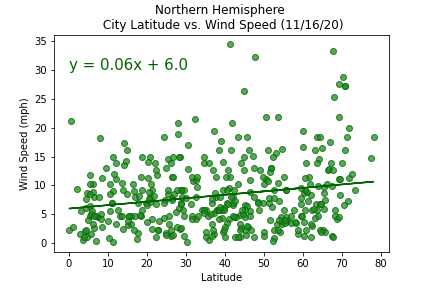 Northern Hemisphere
City Latitude vs. Wind Speed (11/16/20)
35
30
25
20
15
10
5
0
y = 0.06x + 6.0
Wind Speed (mph)
0 10 20 30 40 50 60 70 80
Latitude